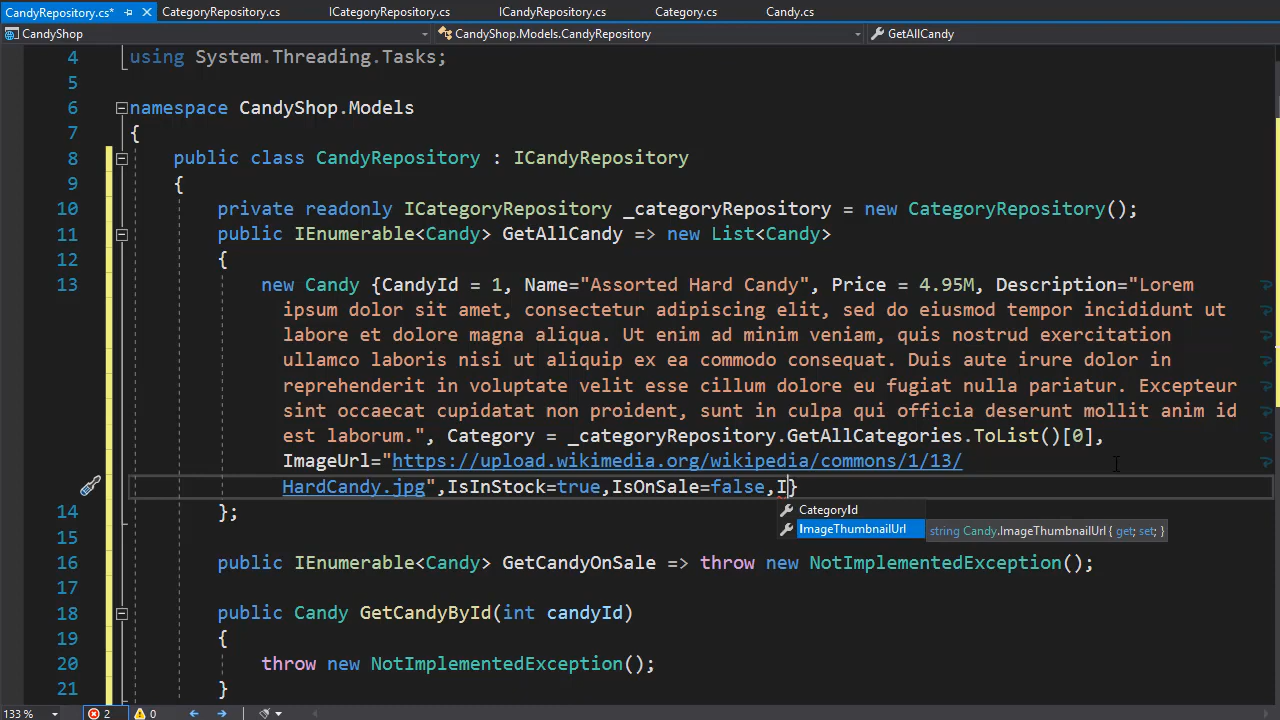 CandyRepository.cs* CategoryRepository.cs ICategoryRepository.cs ICandyRepository.cs Category.cs Candy.cs
CandyShop CandyShop.Models.CandyRepository GetAllCandy
4 using System.Threading.Tasks;
5
6 namespace CandyShop.Models
7 {
8 public class CandyRepository : ICandyRepository
9 {
10 private readonly ICategoryRepository _categoryRepository = new CategoryRepository();
11 public IEnumerable<Candy> GetAllCandy => new List<Candy>
12 {
13 new Candy {CandyId = 1, Name="Assorted Hard Candy", Price = 4.95M, Description="Lorem
ipsum dolor sit amet, consectetur adipiscing elit, sed do eiusmod tempor incididunt ut
labore et dolore magna aliqua. Ut enim ad minim veniam, quis nostrud exercitation
ullamco laboris nisi ut aliquip ex ea commodo consequat. Duis aute irure dolor in
reprehenderit in voluptate velit esse cillum dolore eu fugiat nulla pariatur. Excepteur
sint occaecat cupidatat non proident, sunt in culpa qui officia deserunt mollit anim id
est laborum.", Category = _categoryRepository.GetAllCategories.ToList()[0],
ImageUrl="https://upload.wikimedia.org/wikipedia/commons/1/13/
HardCandy.jpg",IsInStock=true,IsOnSale=false,I}
CategoryId
14 };
ImageThumbnailUrl string Candy.ImageThumbnailUrl { get; set; }
15
16 public IEnumerable<Candy> GetCandyOnSale => throw new NotImplementedException();
17
18 public Candy GetCandyById(int candyId)
19 {
20 throw new NotImplementedException();
21 }
133 % 2 0